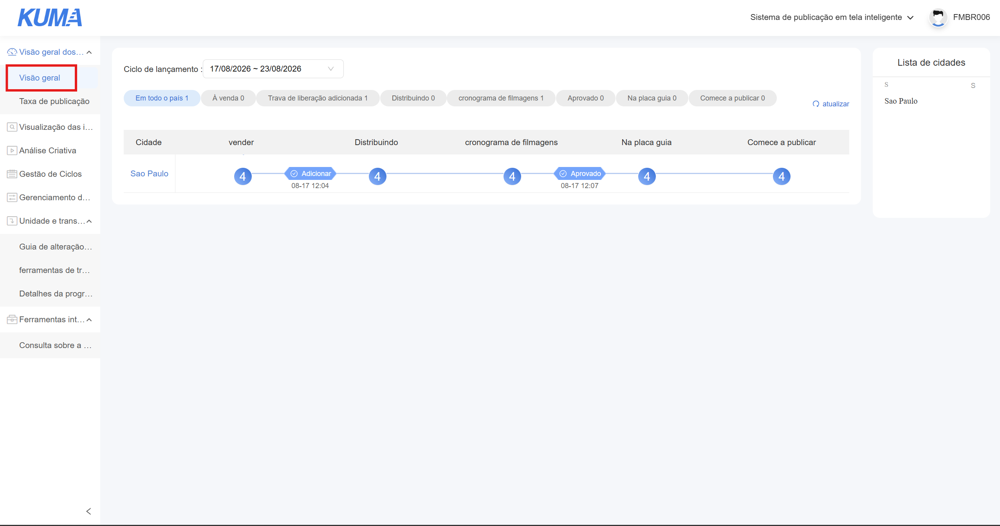 KUMA
Sistema de publicação em tela inteligente
FMBR006
Visão geral dos...
Visão geral
Taxa de publicação
Visualização das i...
Análise Criativa
Gestão de Ciclos
Gerenciamento d...
Unidade e trans...
Guia de alteração...
ferramentas de tr...
Detalhes da progr...
Ferramentas int...
Consulta sobre a ...
Ciclo de lançamento : 17/08/2026 ~ 23/08/2026
Em todo o país 1 À venda 0 Trava de liberação adicionada 1 Distribuindo 0 cronograma de filmagens 1 Aprovado 0 Na placa guia 0 Comece a publicar 0
atualizar
Cidade vender Distribuindo cronograma de filmagens Na placa guia Comece a publicar
Sao Paulo 4 Adicionar 4 4 Aprovado 4 4
08-17 12:04 08-17 12:07
Lista de cidades
S S
Sao Paulo